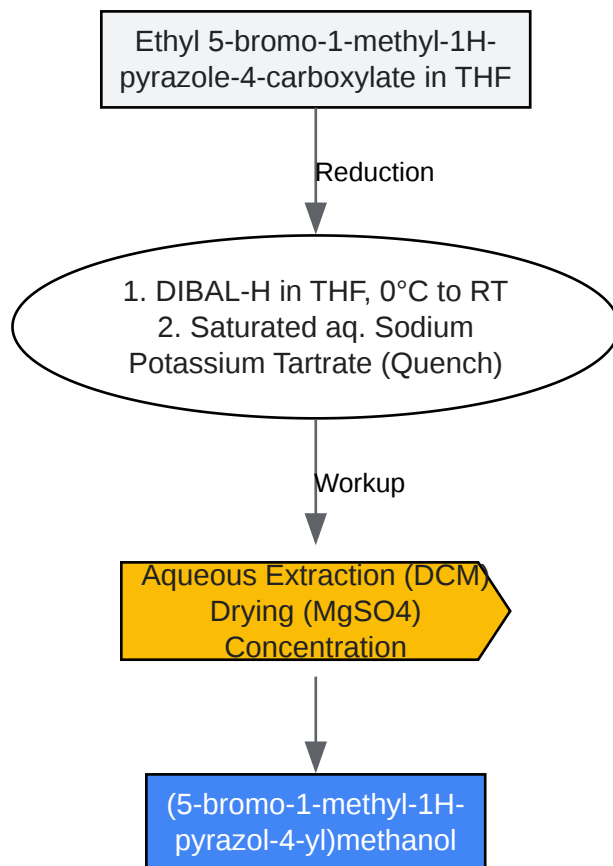 Ethyl 5-bromo-1-methyl-1H-
pyrazole-4-carboxylate in THF
Reduction
1. DIBAL-H in THF, 0°C to RT
2. Saturated aq. Sodium
Potassium Tartrate (Quench)
Workup
Aqueous Extraction (DCM)
Drying (MgSO4)
Concentration
(5-bromo-1-methyl-1H-
pyrazol-4-yl)methanol